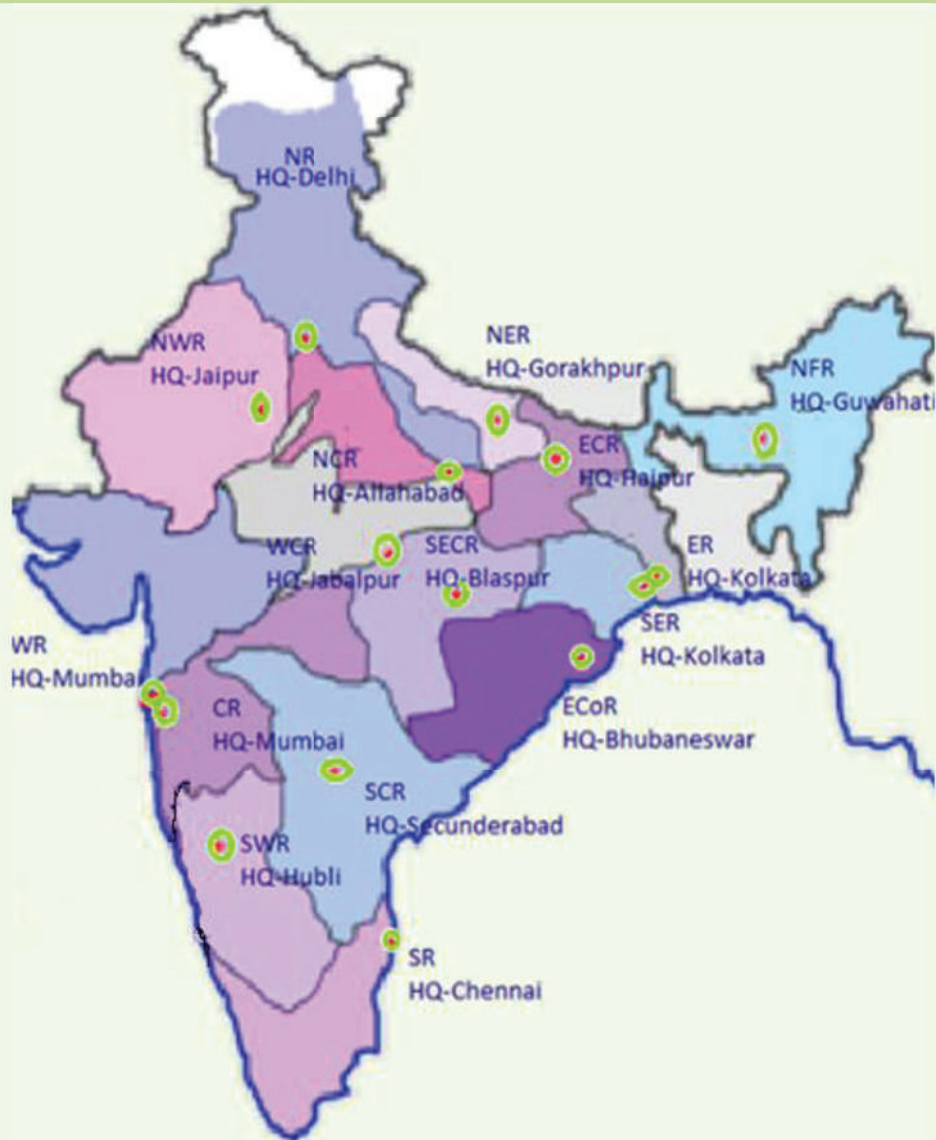 NR
HQ-Delhi
NWR
HQ-Jaipur
NER
HQ-Gorakhpur
NFR
HQ-Guwahati
NCR
HQ-Allahabad
ECR
HQ-Hajpur
WCR
HQ-Jabalpur
SECR
HQ-Blaspur
ER
HQ-Kolkata
SER
HQ-Kolkata
WR
HQ-Mumbai
CR
HQ-Mumbai
ECoR
HQ-Bhubaneswar
SCR
HQ-Secunderabad
SWR
HQ-Hubli
SR
HQ-Chennai